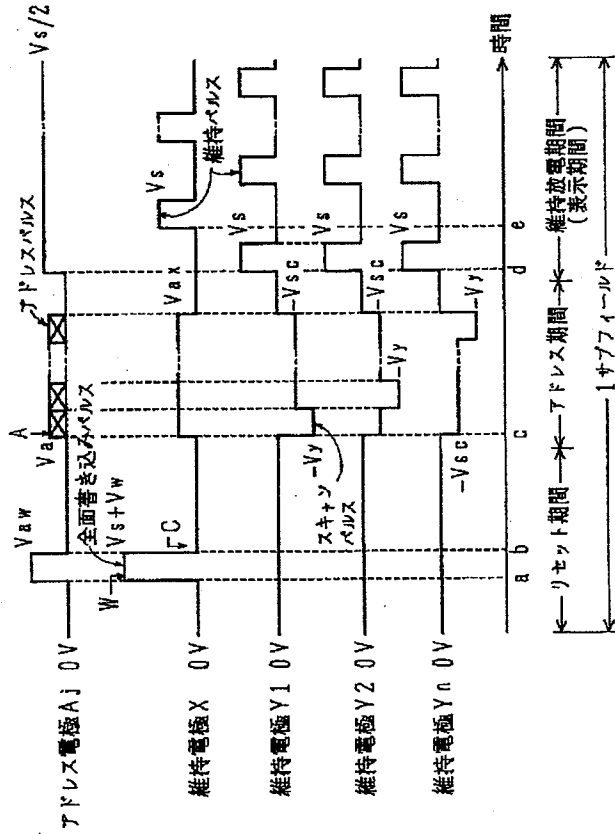 アドレス電極Aj 0V
Vaw
Va
A
アドレスパルス
Vs/2
全面書き込みパルス
Vs+Vw
W
C
維持電極X 0V
Vax
Vs
維持パルス
維持電極Y1 0V
-Vy
-Vsc
Vs
スキャン
パルス
維持電極Y2 0V
-Vy
-Vsc
Vs
Vs
維持電極Yn 0V
-Vsc
-Vy
Vs
a
b
c
d
e
時間
リセット期間
アドレス期間
維持放電期間
(表示期間)
1サブフィールド